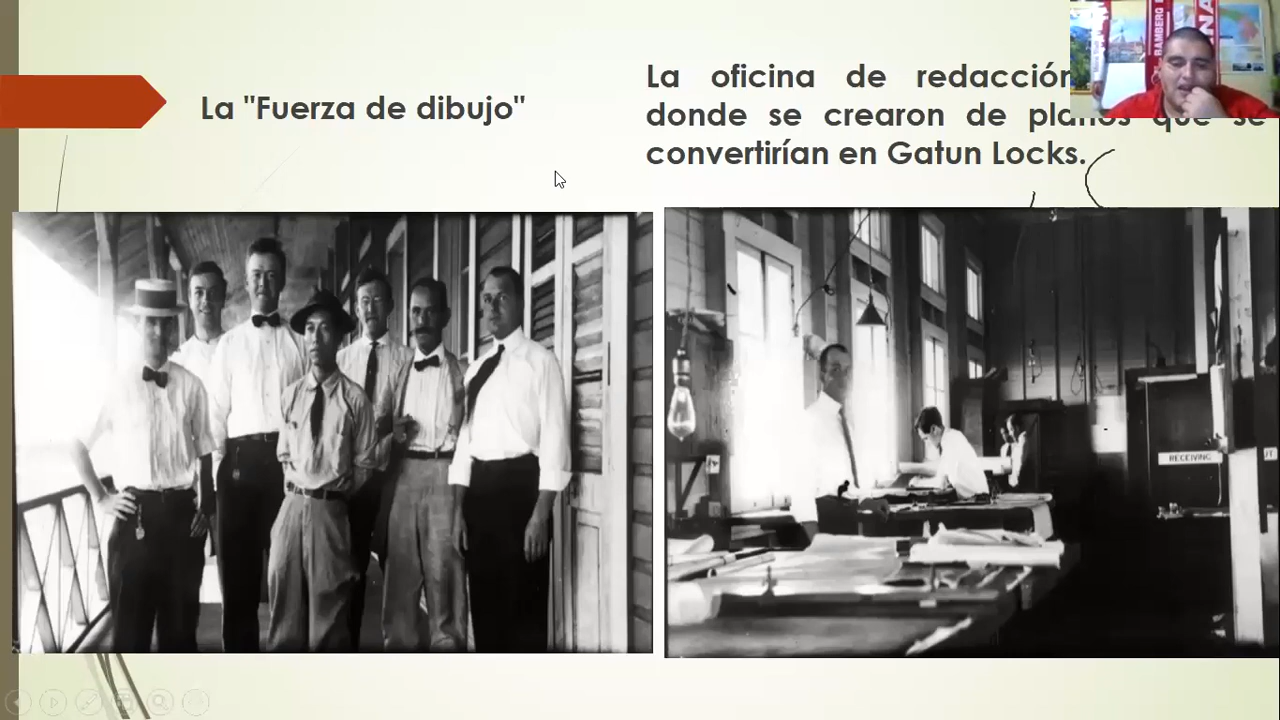 La "Fuerza de dibujo"
La oficina de redacción
donde se crearon de planos que se
convertirían en Gatun Locks.
BAMBERG
RECEIVING